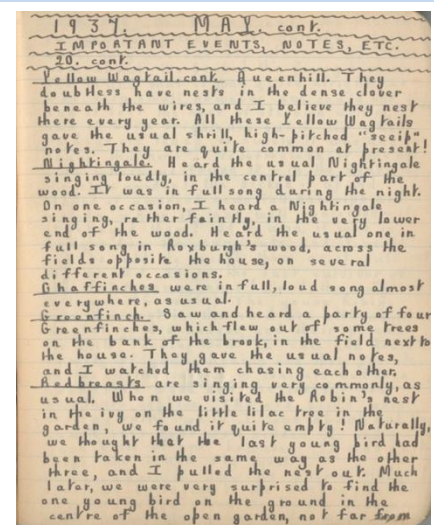 1937. MAY. cont.
IMPORTANT EVENTS, NOTES, ETC.
20. cont.
Yellow Wagtail. cont. Queenhill. They
doubtless have nests in the dense clover
beneath the wires, and I believe they nest
there every year. All these Yellow Wagtails
gave the usual shrill, high-pitched "seeip"
notes. They are quite common at present!
Nightingale. Heard the usual Nightingale
singing loudly, in the central part of the
wood. It was in full song during the night.
On one occasion, I heard a Nightingale
singing, rather faintly, in the very lower
end of the wood. Heard the usual one in
full song in Roxburgh's wood, across the
fields opposite the house, on several
different occasions.
Chaffinches were in full, loud song almost
everywhere, as usual.
Greenfinch. Saw and heard a party of four
Greenfinches, which flew out of some trees
on the bank of the brook, in the field next to
the house. They gave the usual notes,
and I watched them chasing each other.
Redbreasts are singing very commonly, as
usual. When we visited the Robin's nest
in the ivy on the little lilac tree in the
garden, we found it quite empty! Naturally,
we thought that the last young bird had
been taken in the same way as the other
three, and I pulled the nest out. Much
later, we were very surprised to find the
one young bird on the ground in the
centre of the open garden, not far from